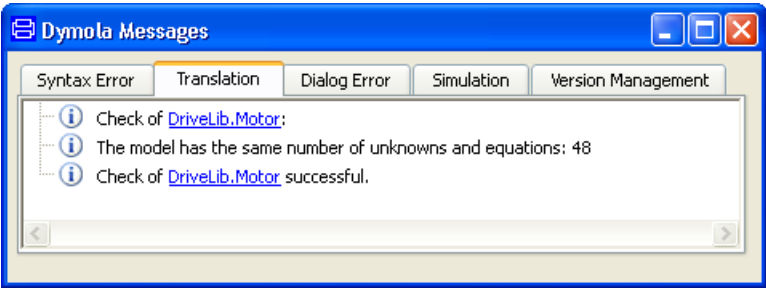 Dymola Messages
Syntax Error Translation Dialog Error Simulation Version Management
Check of DriveLib.Motor:
The model has the same number of unknowns and equations: 48
Check of DriveLib.Motor successful.